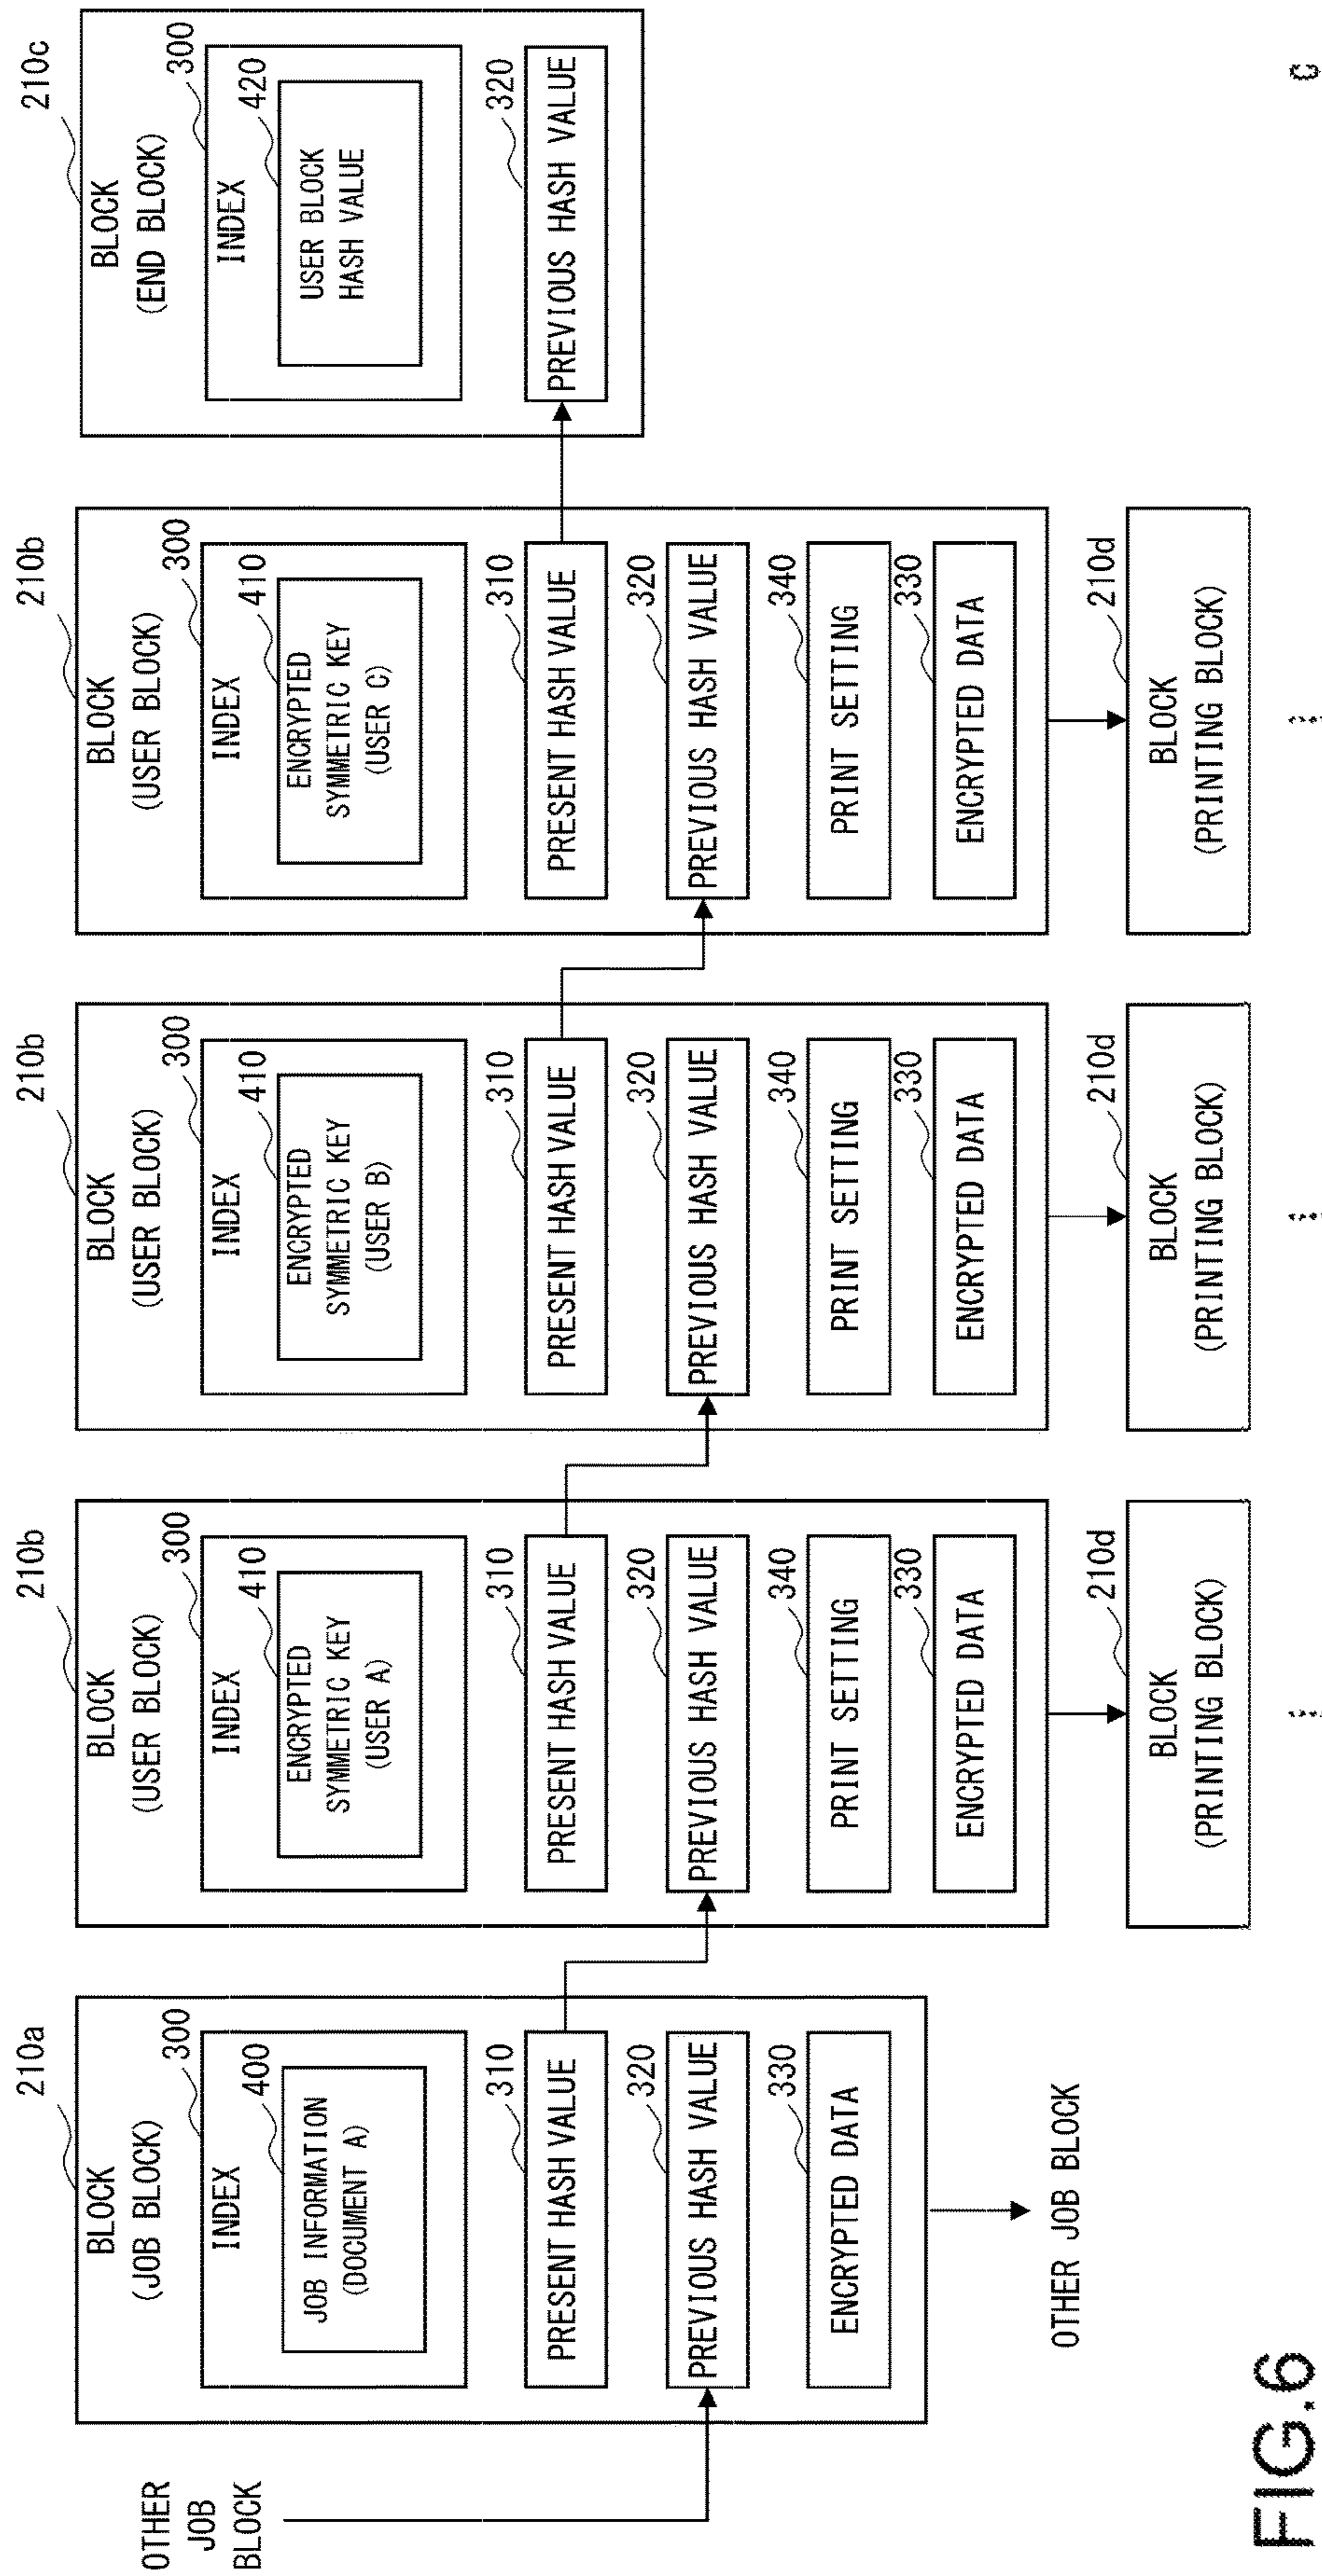 OTHER
JOB
BLOCK
210a
BLOCK
(JOB BLOCK)
300
INDEX
400
JOB INFORMATION
(DOCUMENT A)
310
PRESENT HASH VALUE
320
PREVIOUS HASH VALUE
330
ENCRYPTED DATA
OTHER JOB BLOCK
210b
BLOCK
(USER BLOCK)
300
INDEX
410
ENCRYPTED
SYMMETRIC KEY
(USER A)
310
PRESENT HASH VALUE
320
PREVIOUS HASH VALUE
340
PRINT SETTING
330
ENCRYPTED DATA
210d
BLOCK
(PRINTING BLOCK)
210b
BLOCK
(USER BLOCK)
300
INDEX
410
ENCRYPTED
SYMMETRIC KEY
(USER B)
310
PRESENT HASH VALUE
320
PREVIOUS HASH VALUE
340
PRINT SETTING
330
ENCRYPTED DATA
210d
BLOCK
(PRINTING BLOCK)
210b
BLOCK
(USER BLOCK)
300
INDEX
410
ENCRYPTED
SYMMETRIC KEY
(USER C)
310
PRESENT HASH VALUE
320
PREVIOUS HASH VALUE
340
PRINT SETTING
330
ENCRYPTED DATA
210d
BLOCK
(PRINTING BLOCK)
210c
BLOCK
(END BLOCK)
300
INDEX
420
USER BLOCK
HASH VALUE
320
PREVIOUS HASH VALUE
FIG.6